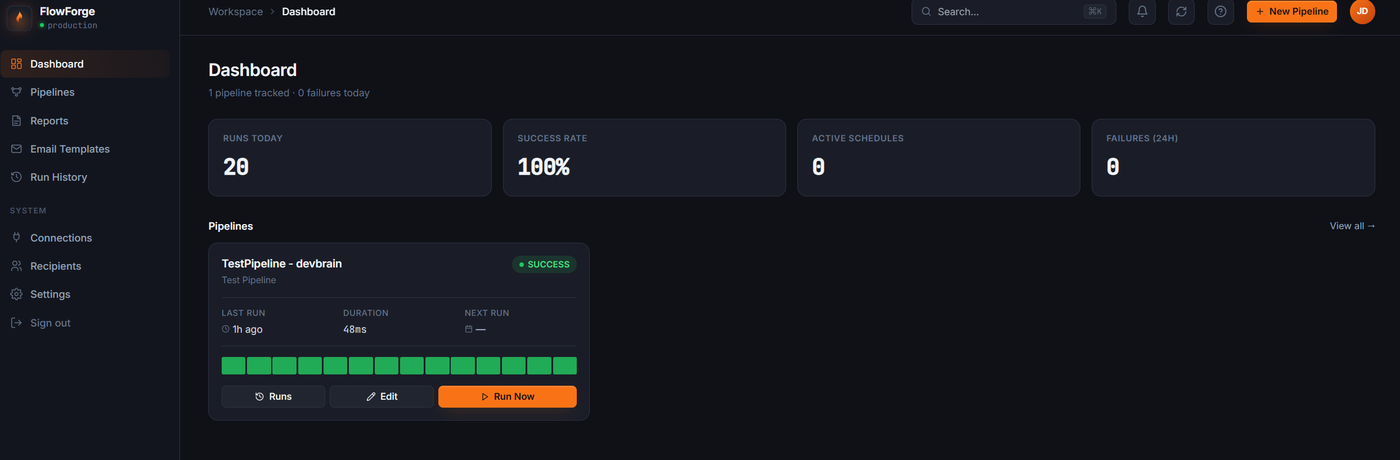 FlowForge
production
Dashboard
Pipelines
Reports
Email Templates
Run History
SYSTEM
Connections
Recipients
Settings
Sign out
Workspace › Dashboard
Search... ⌘K
+ New Pipeline
JD
Dashboard
1 pipeline tracked · 0 failures today
RUNS TODAY
20
SUCCESS RATE
100%
ACTIVE SCHEDULES
0
FAILURES (24H)
0
Pipelines
View all →
TestPipeline - devbrain
SUCCESS
Test Pipeline
LAST RUN
1h ago
DURATION
48ms
NEXT RUN
—
Runs
Edit
Run Now